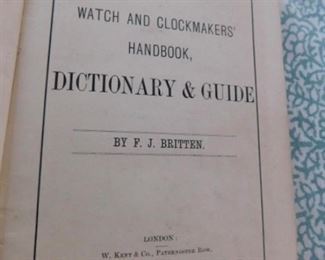 WATCH AND CLOCKMAKERS'
HANDBOOK,
DICTIONARY & GUIDE
BY F. J. BRITTEN.
LONDON:
W. KENT & CO., PATERNOSTER ROW.